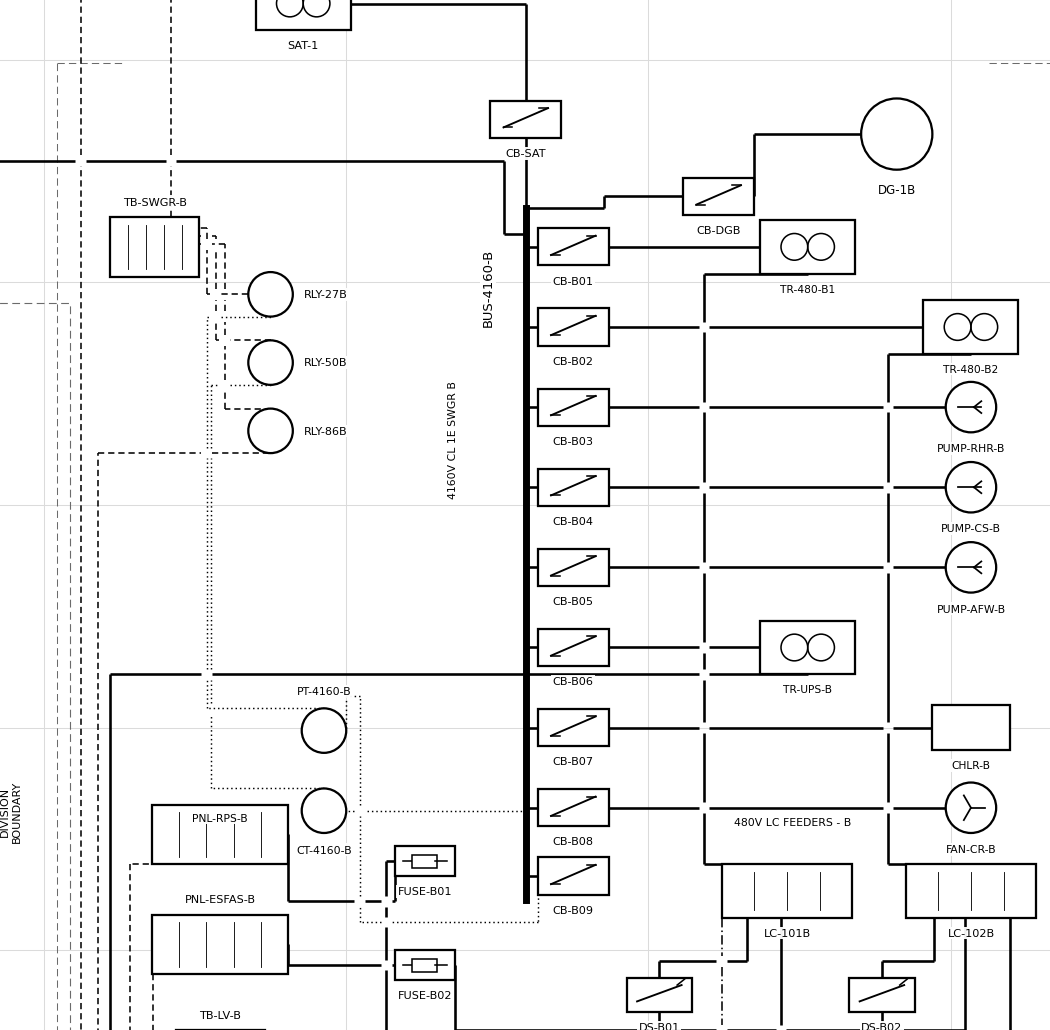 SAT-1
CB-SAT
DG-1B
TB-SWGR-B
CB-DGB
BUS-4160-B
CB-B01
TR-480-B1
RLY-27B
CB-B02
RLY-50B
TR-480-B2
4160V CL 1E SWGR B
CB-B03
RLY-86B
PUMP-RHR-B
CB-B04
PUMP-CS-B
CB-B05
PUMP-AFW-B
CB-B06
PT-4160-B
TR-UPS-B
CB-B07
CHLR-B
DIVISION
BOUNDARY
PNL-RPS-B
480V LC FEEDERS - B
CB-B08
CT-4160-B
FAN-CR-B
FUSE-B01
PNL-ESFAS-B
CB-B09
LC-101B
LC-102B
FUSE-B02
TB-LV-B
DS-B01
DS-B02